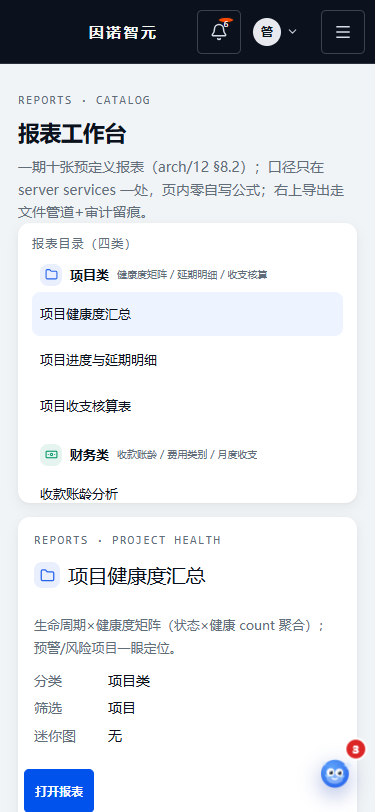 因诺智元
6
管
REPORTS · CATALOG
报表工作台
一期十张预定义报表（arch/12 §8.2）；口径只在
server services 一处，页内零自写公式；右上导出走
文件管道+审计留痕。
报表目录（四类）
项目类 健康度矩阵 / 延期明细 / 收支核算
项目健康度汇总
项目进度与延期明细
项目收支核算表
财务类 收款账龄 / 费用类别 / 月度收支
收款账龄分析
REPORTS · PROJECT HEALTH
项目健康度汇总
生命周期×健康度矩阵（状态×健康 count 聚合）；
预警/风险项目一眼定位。
分类 项目类
筛选 项目
迷你图 无
3
打开报表